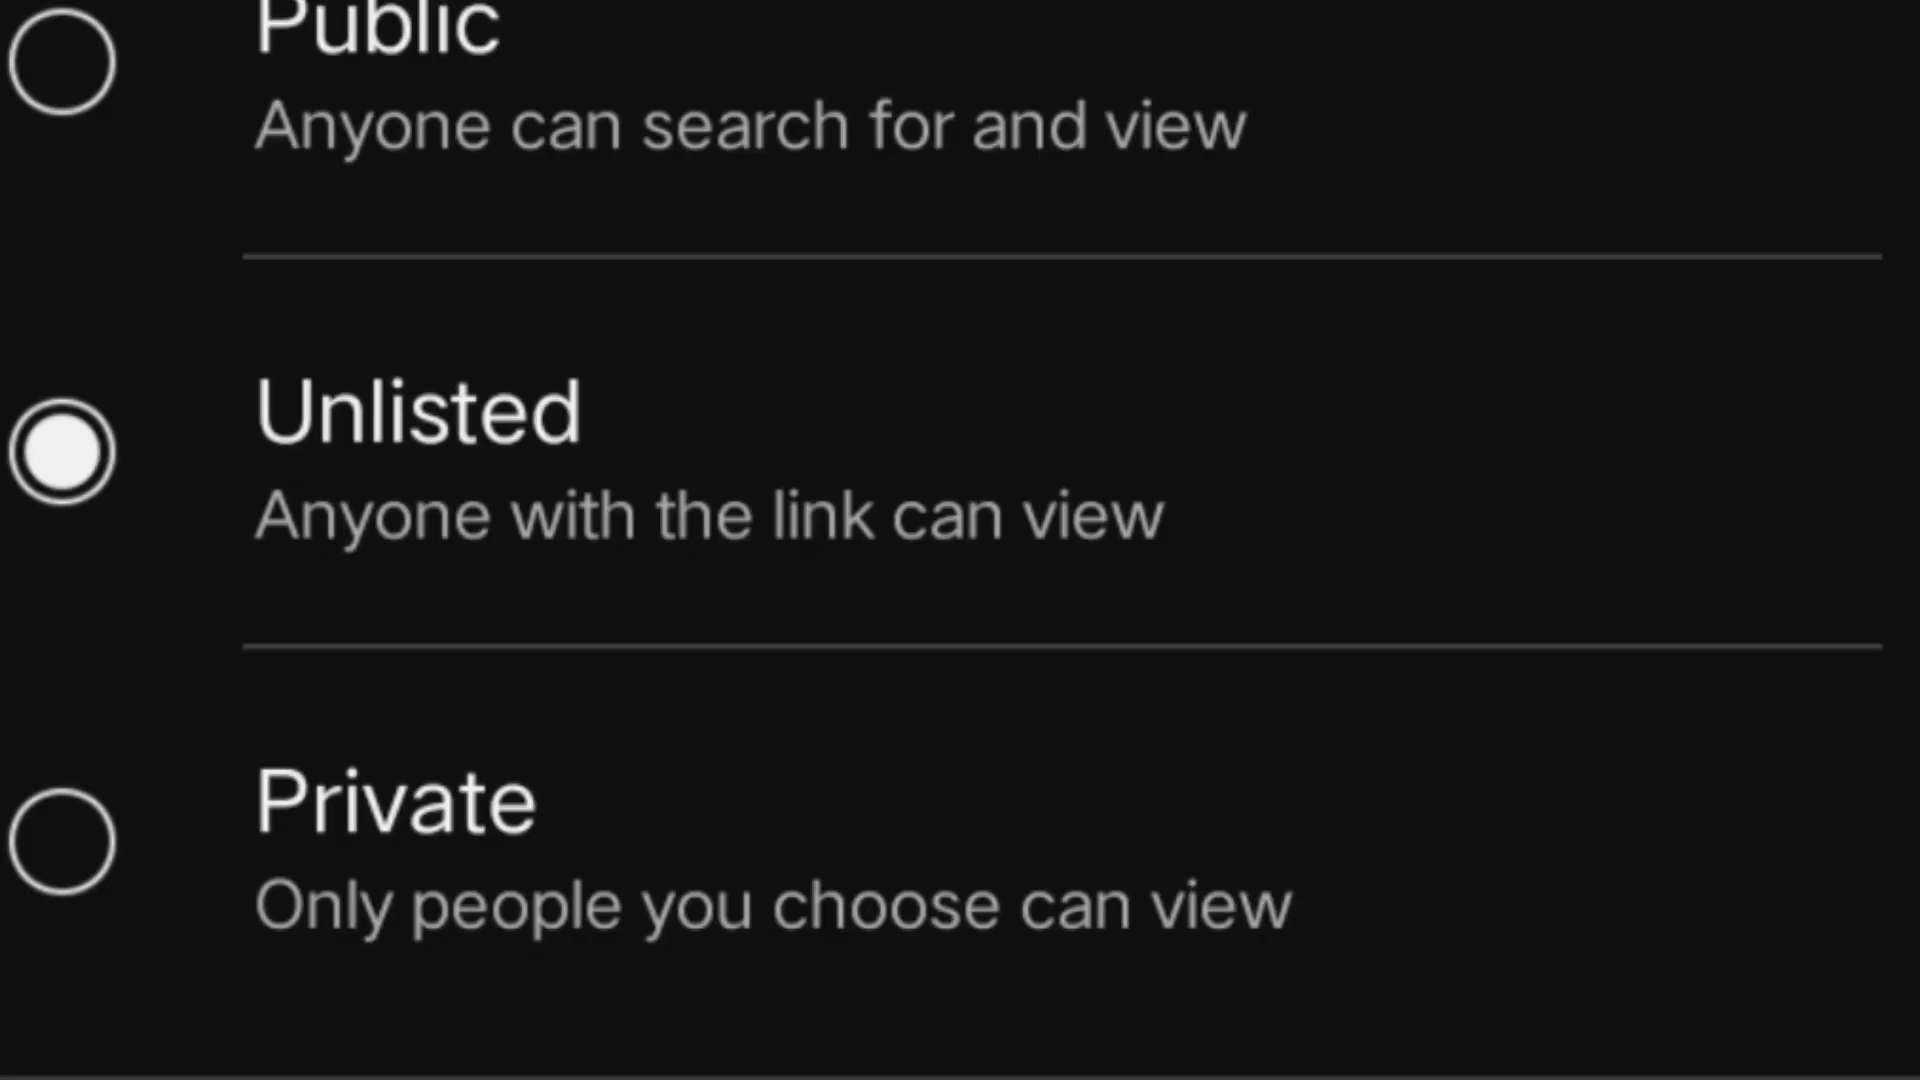 Public
Anyone can search for and view
Unlisted
Anyone with the link can view
Private
Only people you choose can view